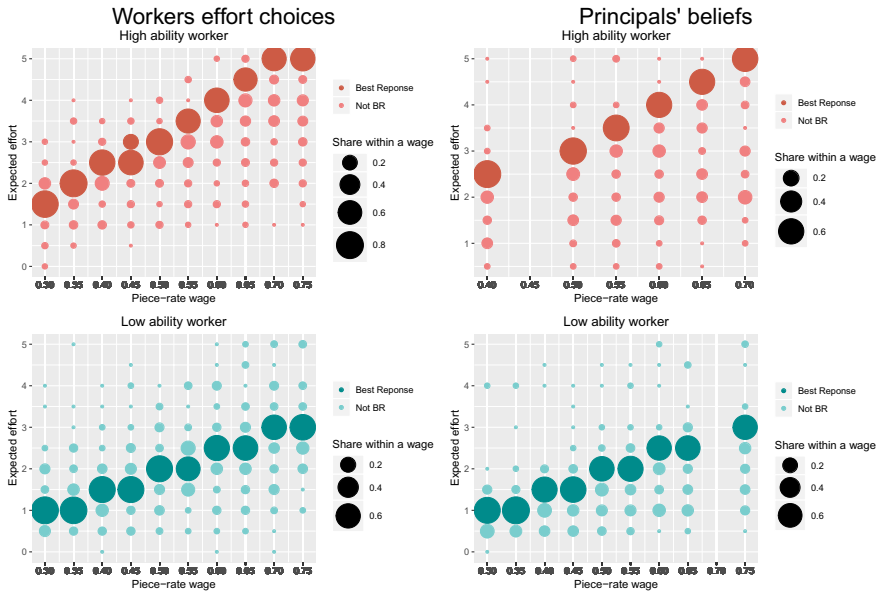 Workers effort choices
High ability worker
Expected effort
5
4
3
2
1
0
0.30 0.35 0.40 0.45 0.50 0.55 0.60 0.65 0.70 0.75
Piece−rate wage
Best Reponse
Not BR
Share within a wage
0.2
0.4
0.6
0.8
Principals' beliefs
High ability worker
Expected effort
5
4
3
2
1
0.40 0.45 0.50 0.55 0.60 0.65 0.70
Piece−rate wage
Best Reponse
Not BR
Share within a wage
0.2
0.4
0.6
Low ability worker
Expected effort
5
4
3
2
1
0
0.30 0.35 0.40 0.45 0.50 0.55 0.60 0.65 0.70 0.75
Piece−rate wage
Best Reponse
Not BR
Share within a wage
0.2
0.4
0.6
Low ability worker
Expected effort
5
4
3
2
1
0
0.30 0.35 0.40 0.45 0.50 0.55 0.60 0.65 0.70 0.75
Piece−rate wage
Best Reponse
Not BR
Share within a wage
0.2
0.4
0.6